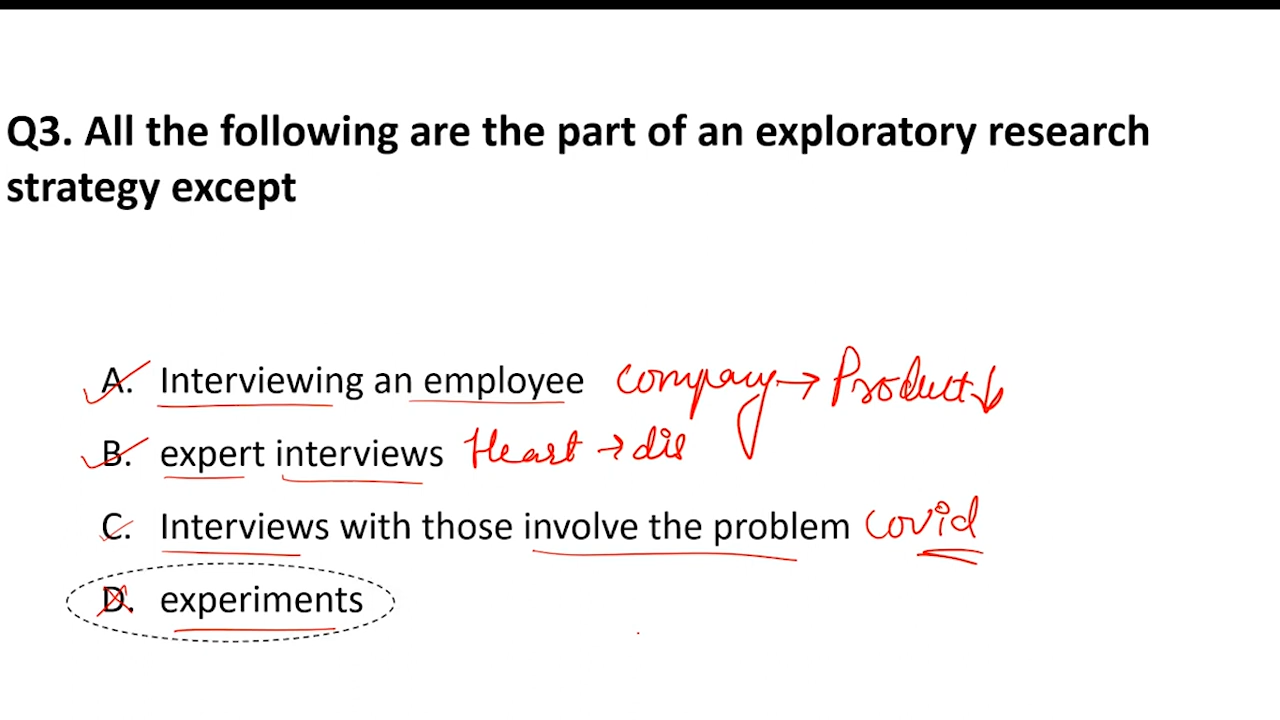 Q3. All the following are the part of an exploratory research
strategy except
A. Interviewing an employee company → Product ↓
B. expert interviews Heart → dis
C. Interviews with those involve the problem covid
D. experiments